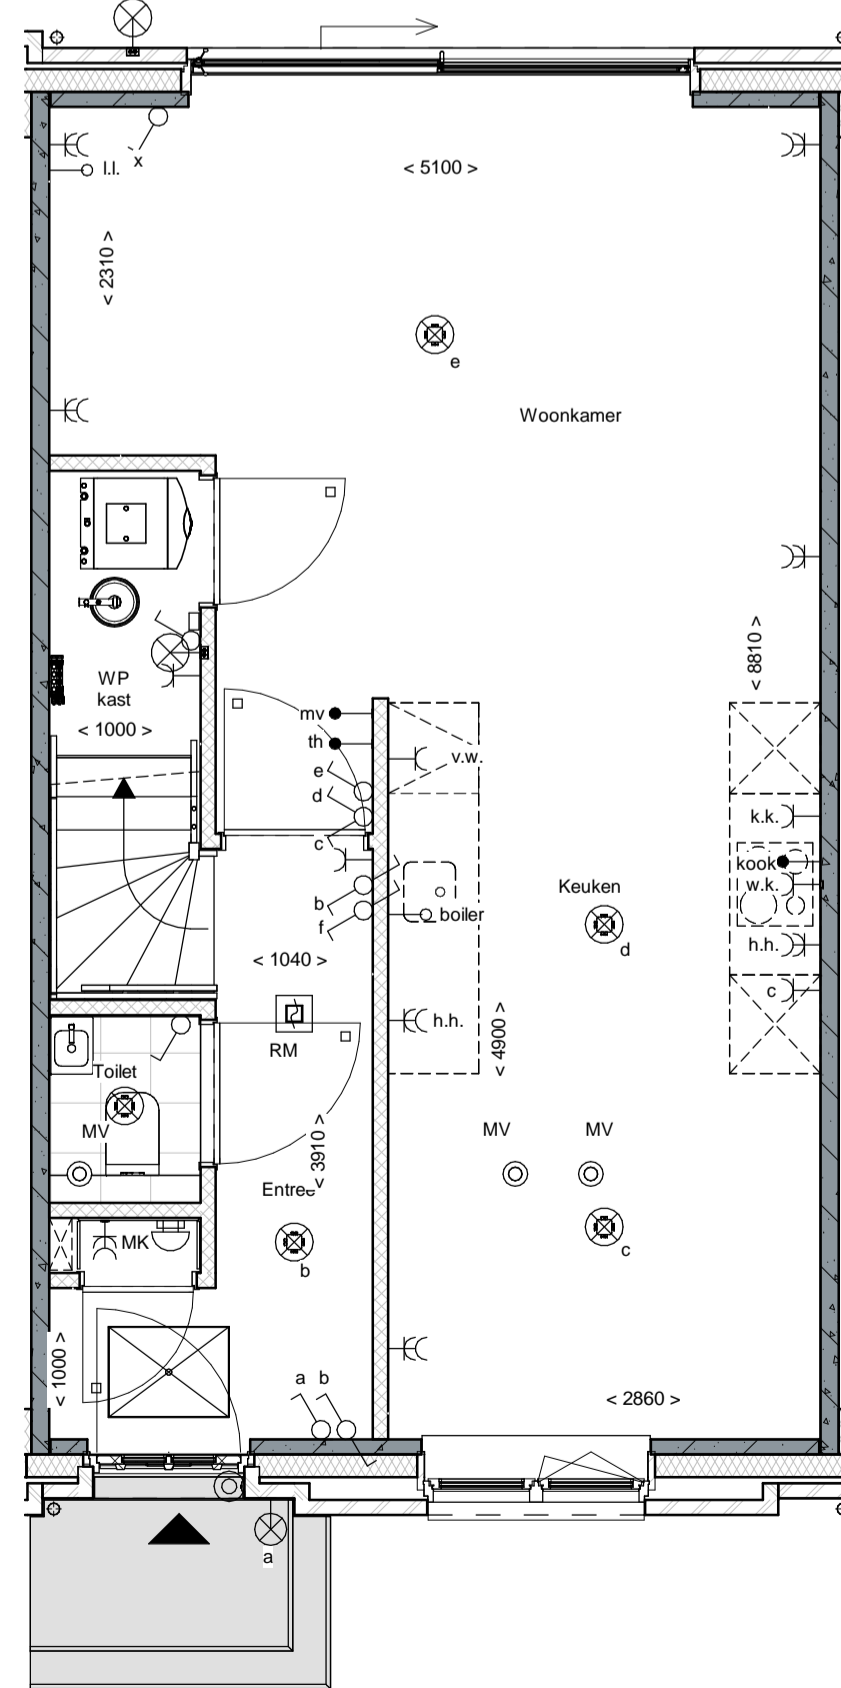 l.l.
x
< 5100 >
< 2310 >
e
Woonkamer
WP
kast
< 1000 >
< 8810 >
mv
th
e
d
c
b
f
v.w.
k.k.
kook
w.k.
h.h.
c
boiler
Keuken
d
< 1040 >
RM
h.h.
< 4900 >
Toilet
MV
< 3910 >
Entree
b
MV
MV
c
MK
< 1000 >
a b
< 2860 >
a